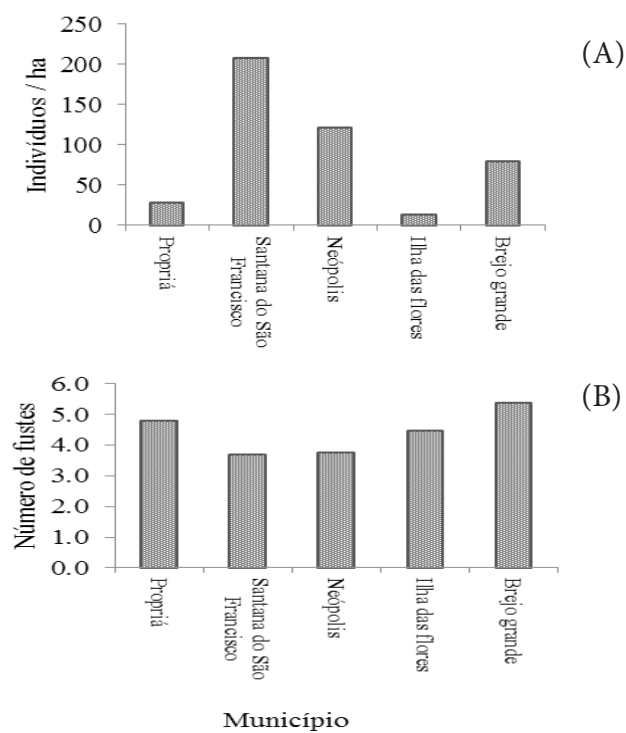 (A)
Indivíduos / ha
250
200
150
100
50
0
Propriá
Santana do São
Francisco
Neópolis
Ilha das flores
Brejo grande
(B)
Número de fustes
6.0
5.0
4.0
3.0
2.0
1.0
0.0
Propriá
Santana do São
Francisco
Neópolis
Ilha das flores
Brejo grande
Município